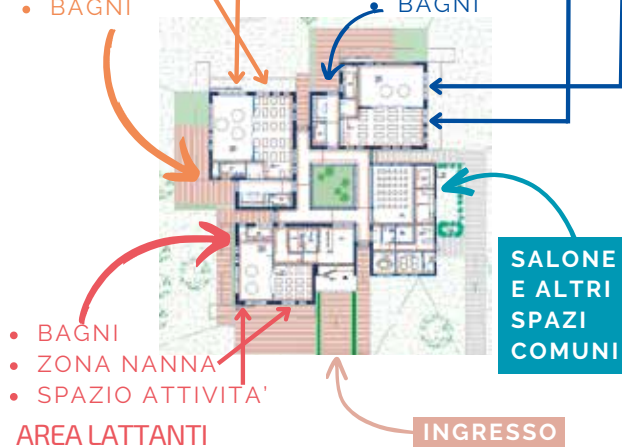 • BAGNI
• BAGNI
SALONE
E ALTRI
SPAZI
COMUNI
• BAGNI
• ZONA NANNA
• SPAZIO ATTIVITA'
AREA LATTANTI
INGRESSO